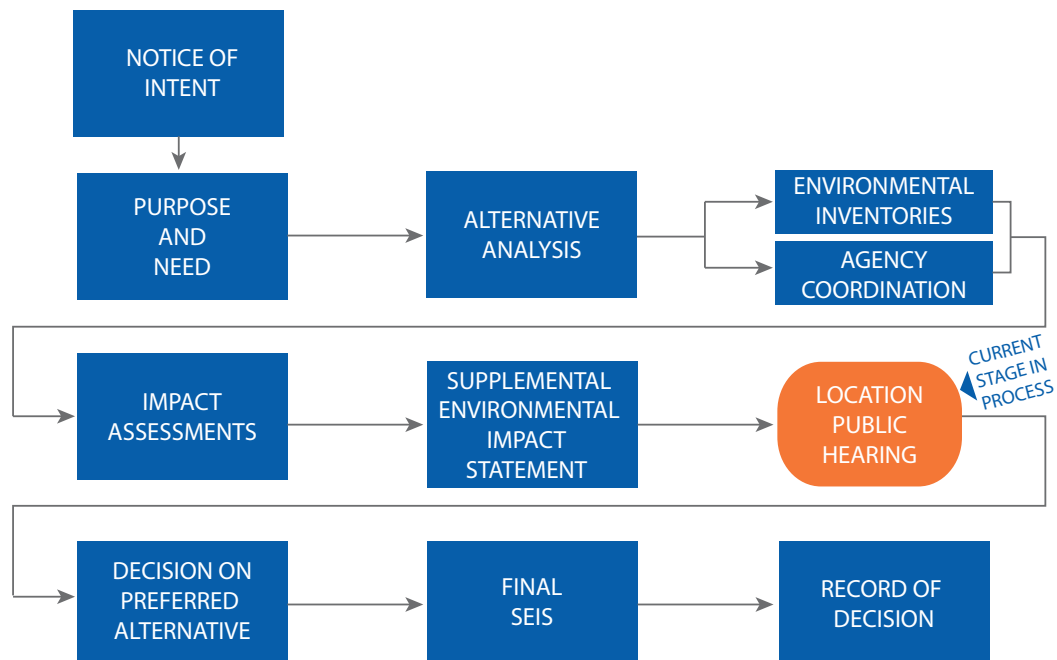 NOTICE OF
INTENT
PURPOSE
AND
NEED
ALTERNATIVE
ANALYSIS
ENVIRONMENTAL
INVENTORIES
AGENCY
COORDINATION
IMPACT
ASSESSMENTS
SUPPLEMENTAL
ENVIRONMENTAL
IMPACT
STATEMENT
LOCATION
PUBLIC
HEARING
CURRENT
STAGE IN
PROCESS
DECISION ON
PREFERRED
ALTERNATIVE
FINAL
SEIS
RECORD OF
DECISION